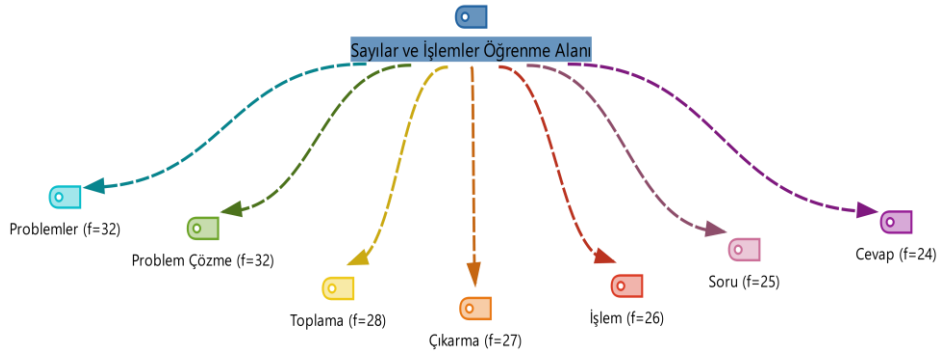 Sayılar ve İşlemler Öğrenme Alanı
Problemler (f=32)
Problem Çözme (f=32)
Toplama (f=28)
Çıkarma (f=27)
İşlem (f=26)
Soru (f=25)
Cevap (f=24)